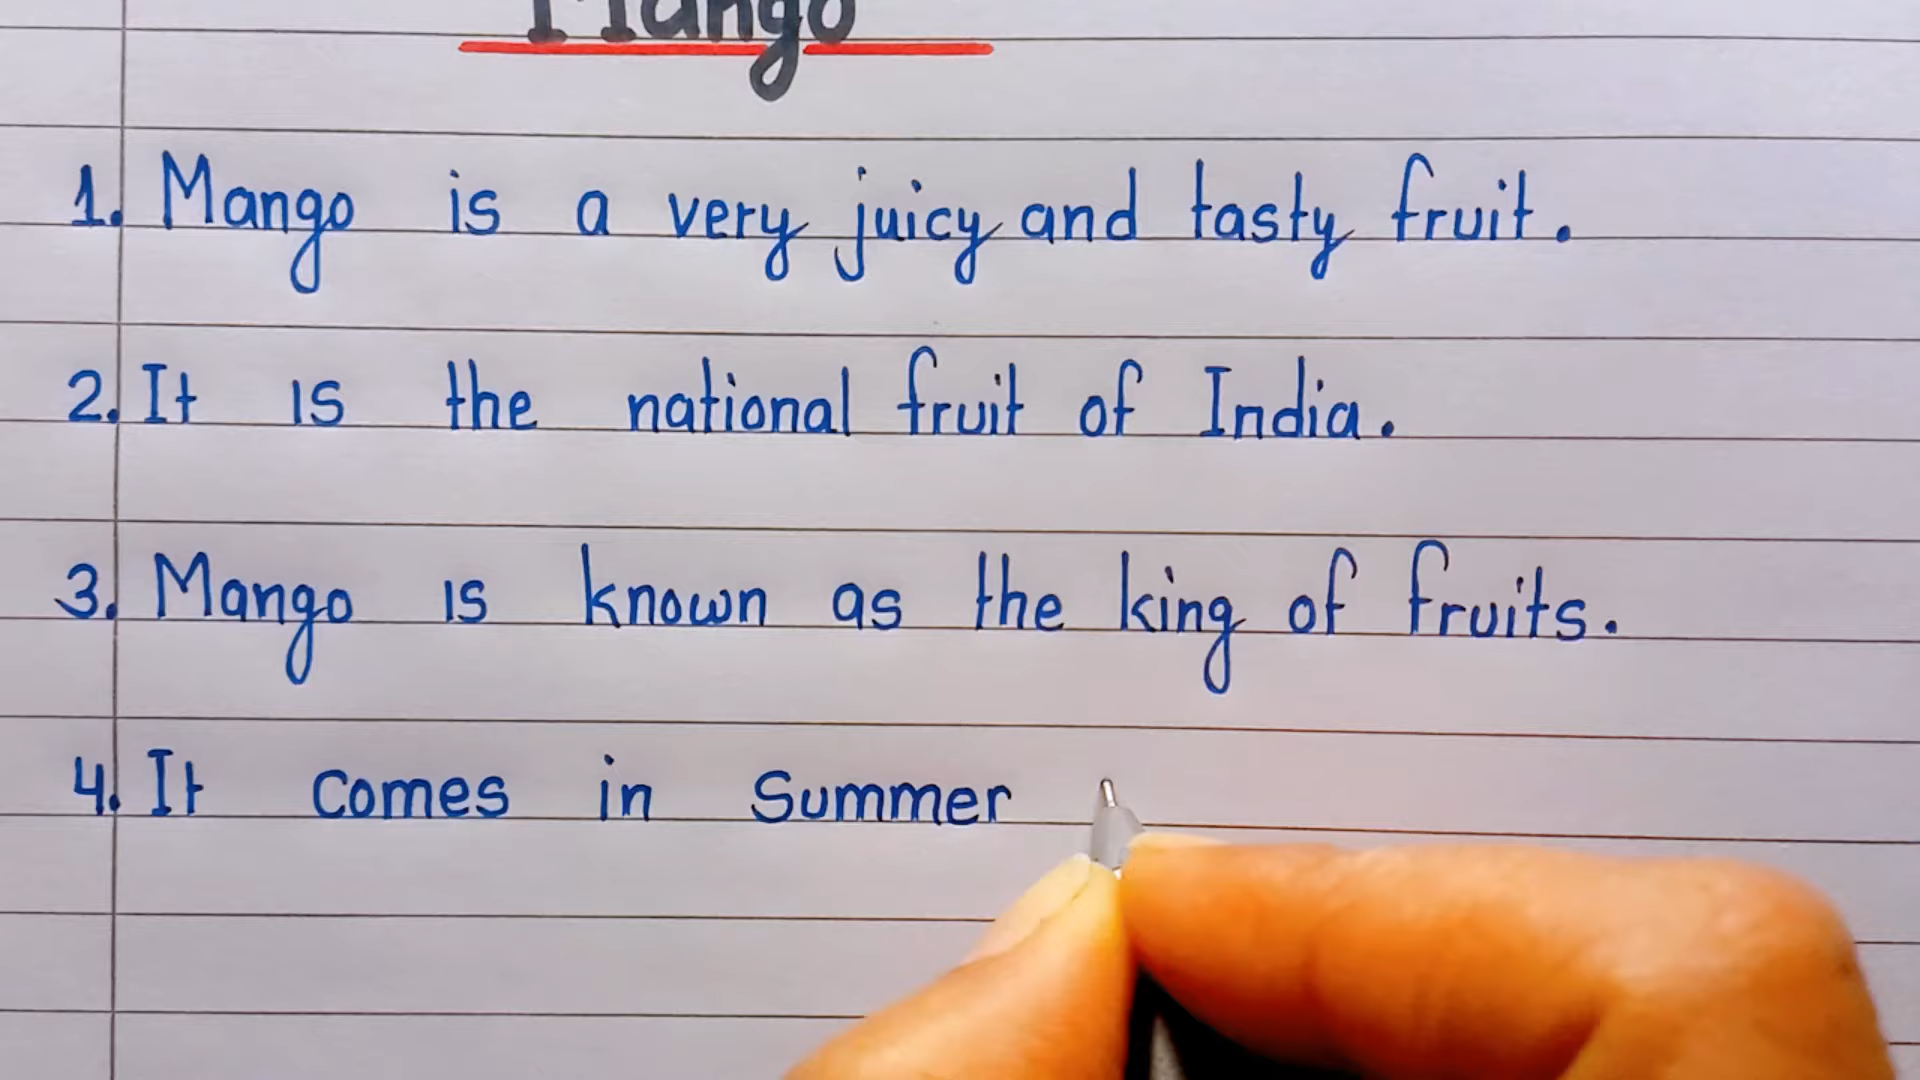 Mango
1. Mango is a very juicy and tasty fruit.
2. It is the national fruit of India.
3. Mango is known as the king of fruits.
4. It comes in Summer